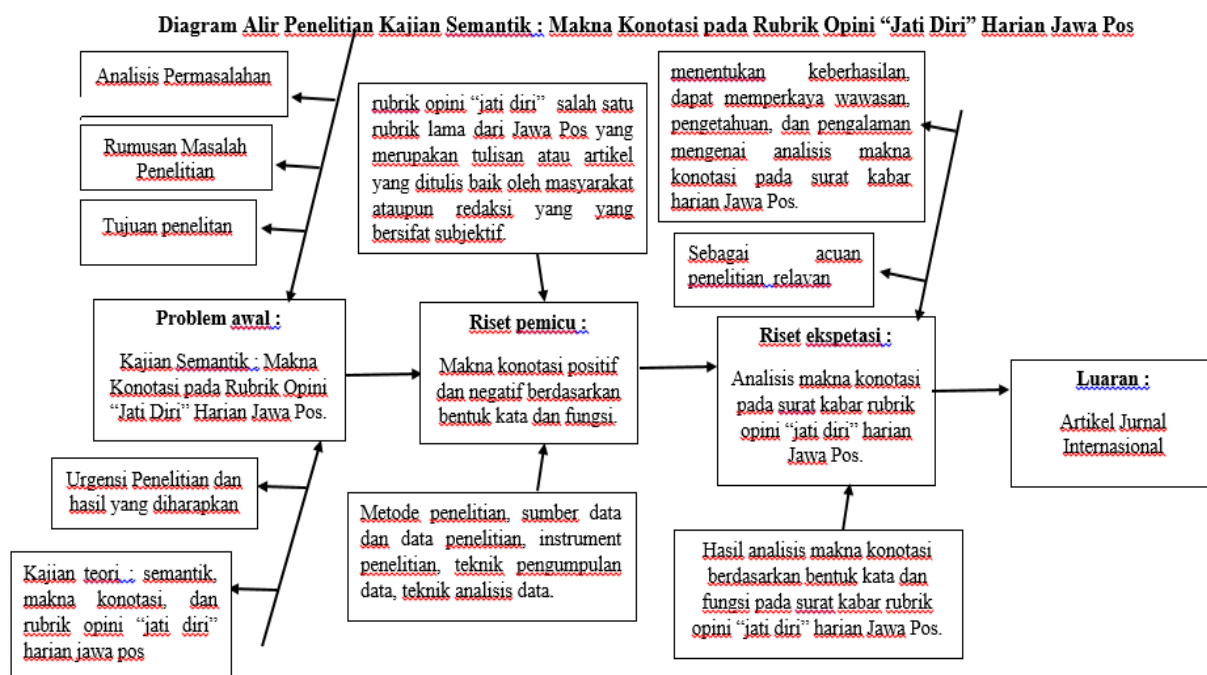 Diagram Alir Penelitian Kajian Semantik : Makna Konotasi pada Rubrik Opini “Jati Diri” Harian Jawa Pos
Analisis Permasalahan
Rumusan Masalah
Penelitian
Tujuan penelitan
rubrik opini “jati diri” salah satu
rubrik lama dari Jawa Pos yang
merupakan tulisan atau artikel
yang ditulis baik oleh masyarakat
ataupun redaksi yang yang
bersifat subjektif.
menentukan keberhasilan,
dapat memperkaya wawasan,
pengetahuan, dan pengalaman
mengenai analisis makna
konotasi pada surat kabar
harian Jawa Pos.
Sebagai acuan
penelitian relavan
Problem awal :
Kajian Semantik : Makna
Konotasi pada Rubrik Opini
“Jati Diri” Harian Jawa Pos.
Riset pemicu :
Makna konotasi positif
dan negatif berdasarkan
bentuk kata dan fungsi.
Riset ekspetasi :
Analisis makna konotasi
pada surat kabar rubrik
opini “jati diri” harian
Jawa Pos.
Luaran :
Artikel Jurnal
Internasional
Urgensi Penelitian dan
hasil yang diharapkan
Kajian teori : semantik,
makna konotasi, dan
rubrik opini “jati diri”
harian jawa pos
Metode penelitian, sumber data
dan data penelitian, instrument
penelitian, teknik pengumpulan
data, teknik analisis data.
Hasil analisis makna konotasi
berdasarkan bentuk kata dan
fungsi pada surat kabar rubrik
opini “jati diri” harian Jawa Pos.